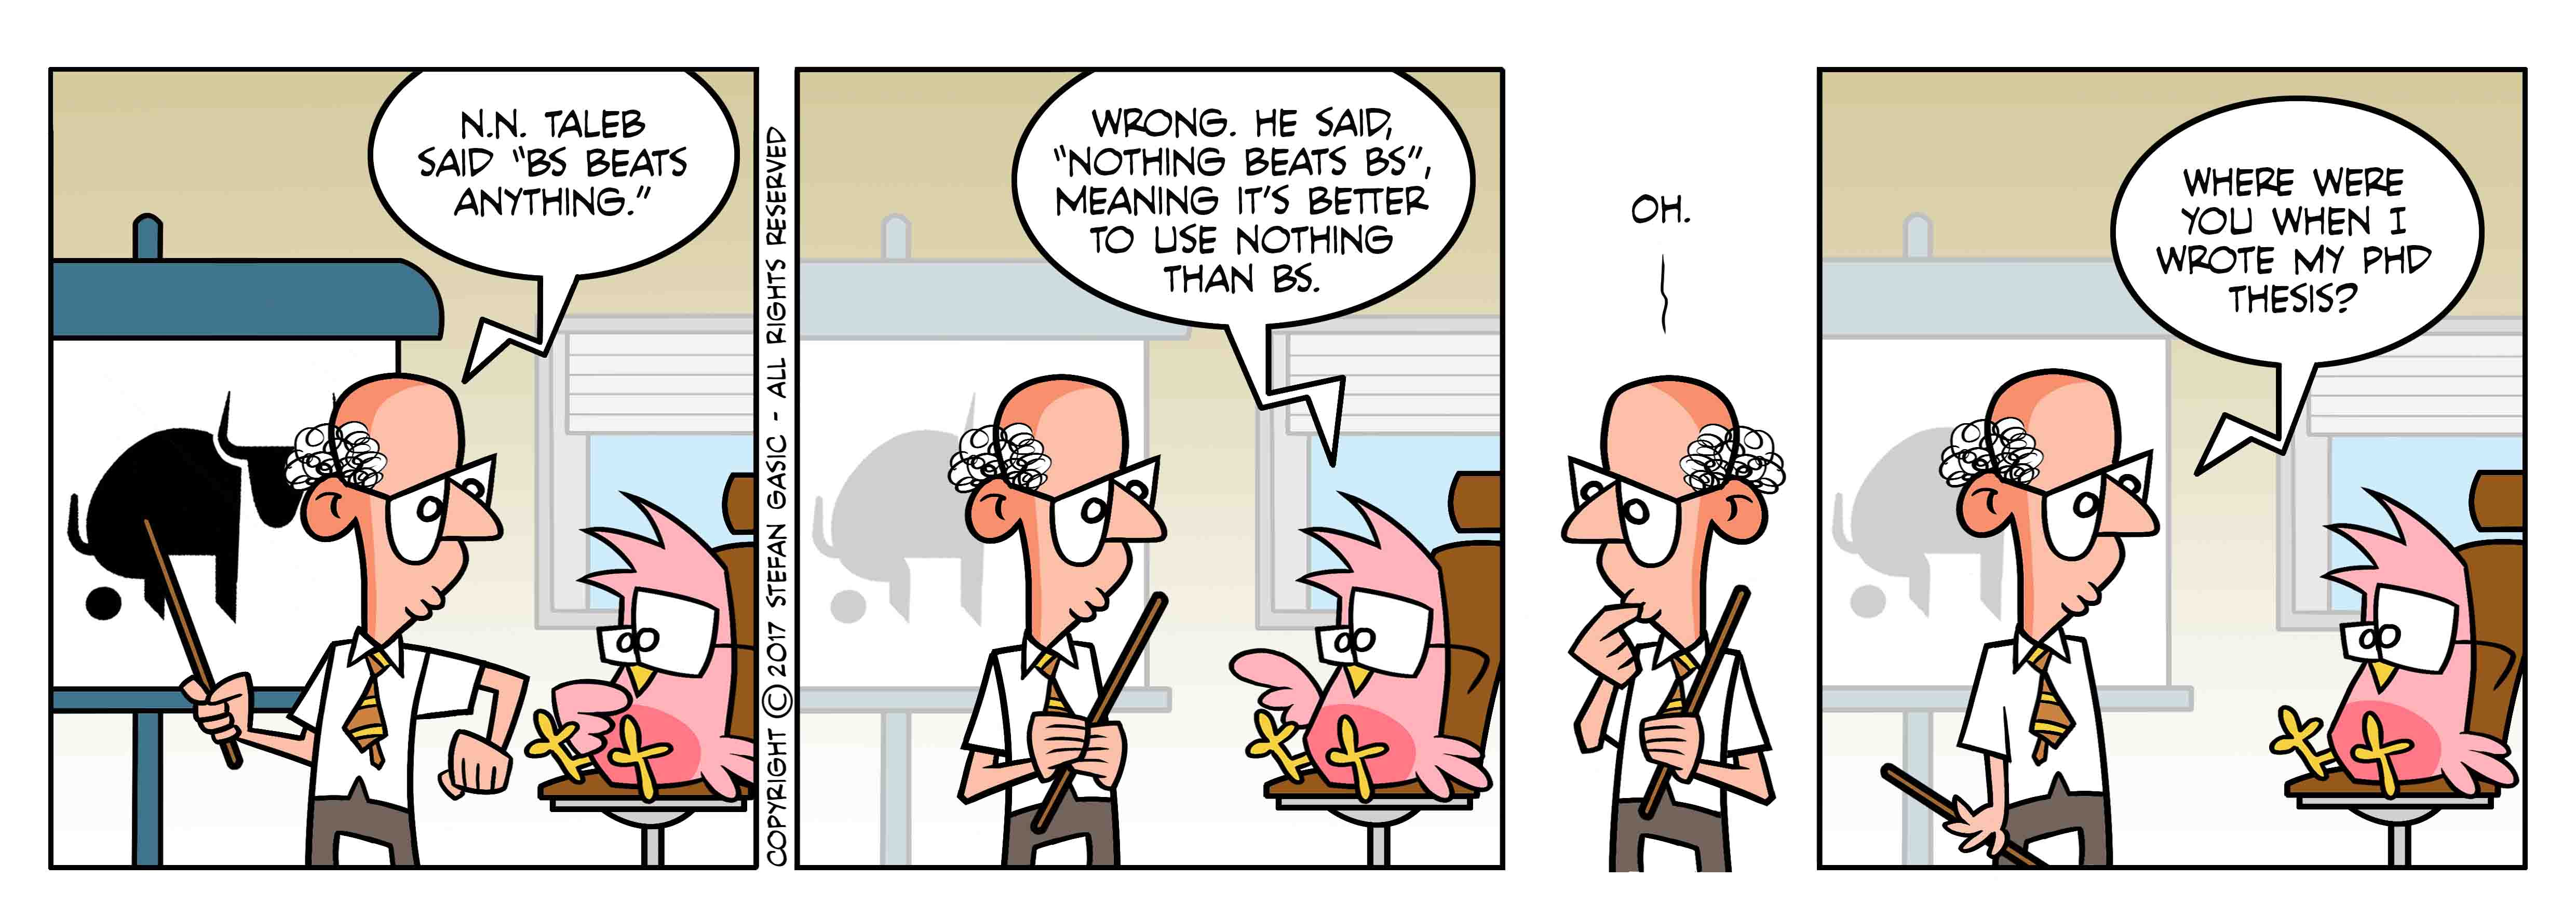 N.N. TALEB
SAID "BS BEATS
ANYTHING."
COPYRIGHT © 2017 STEFAN GASIC - ALL RIGHTS RESERVED
WRONG. HE SAID,
"NOTHING BEATS BS",
MEANING IT'S BETTER
TO USE NOTHING
THAN BS.
OH.
WHERE WERE
YOU WHEN I
WROTE MY PHD
THESIS?